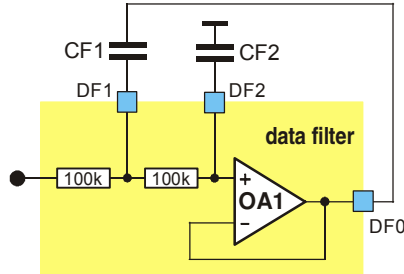 CF1
CF2
DF1
DF2
data filter
100k
100k
+
OA1
−
DF0